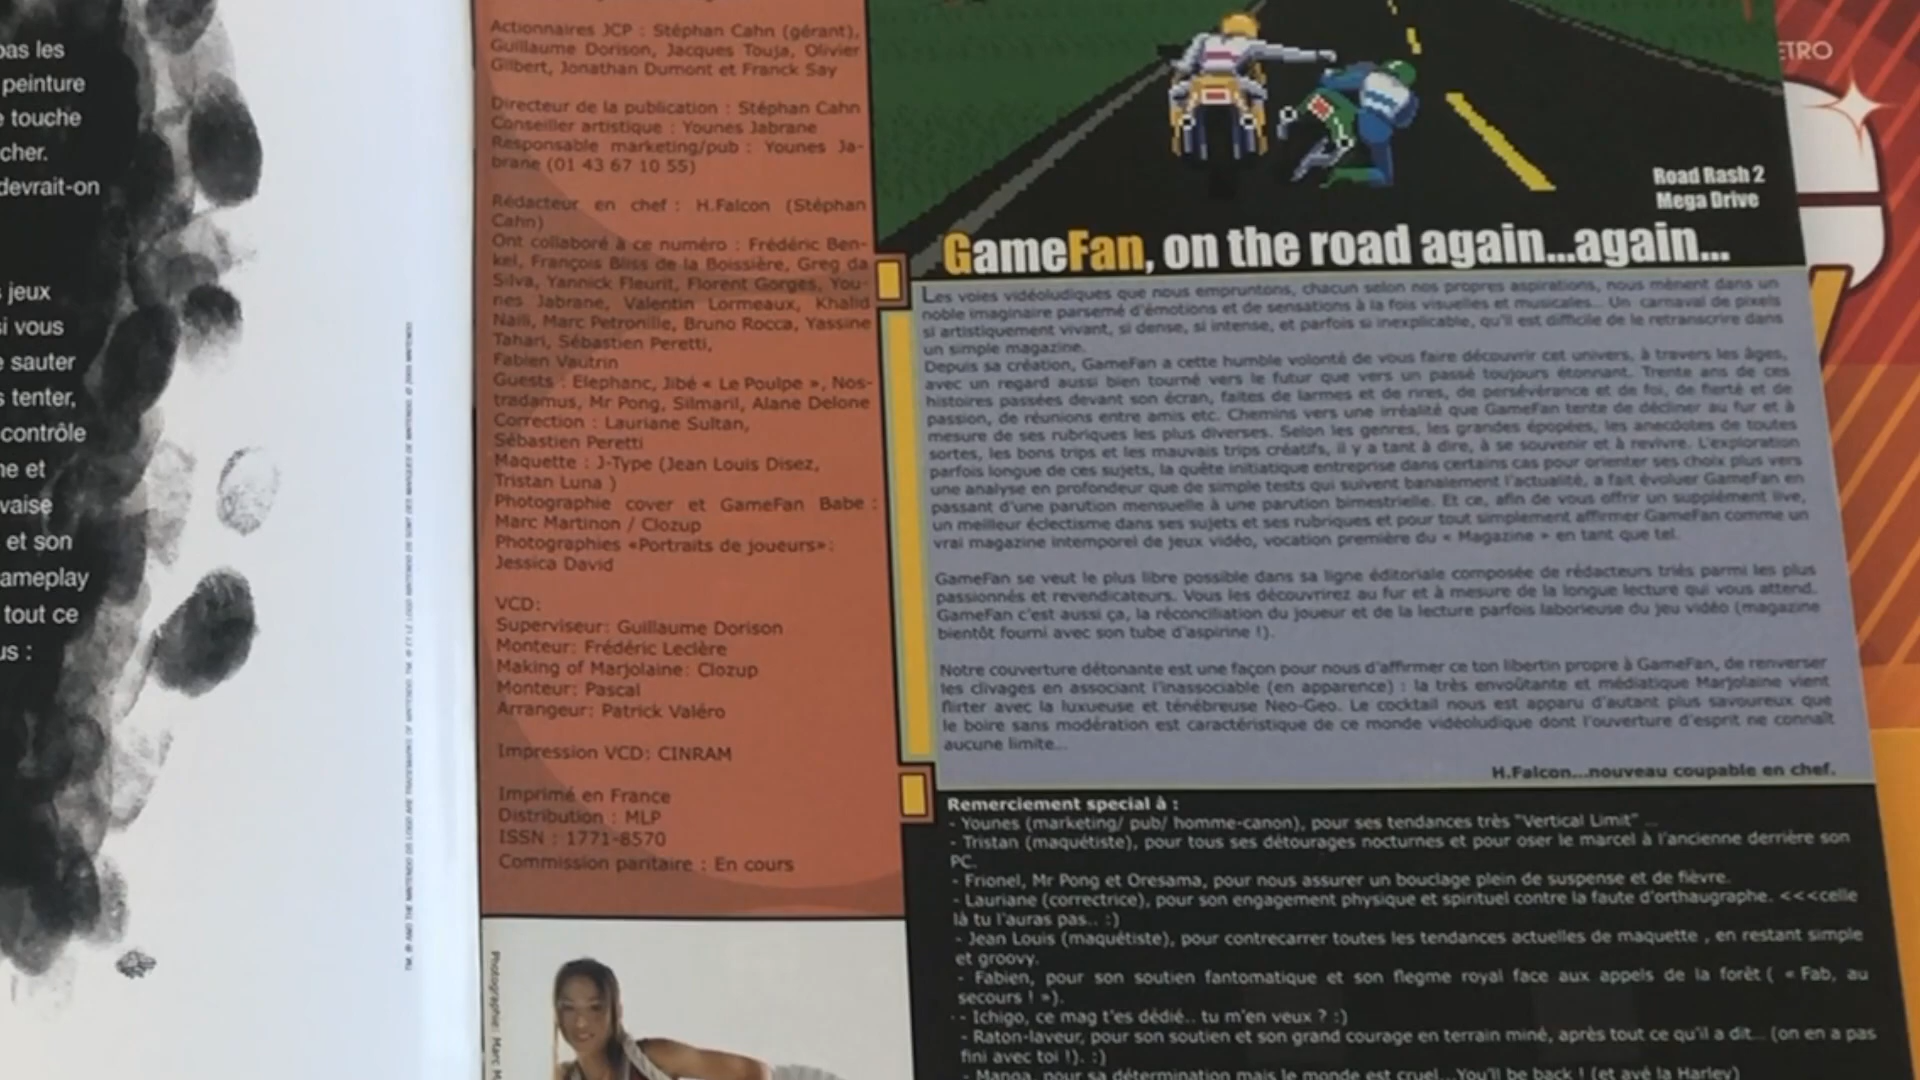 pas les
peinture
e touche
cher.
devrait-on
s jeux
si vous
e sauter
s tenter,
contrôle
ne et
vaise
et son
ameplay
tout ce
us :
Actionnaires JCP : Stéphan Cahn (gérant),
Guillaume Dorison, Jacques Touja, Olivier
Gilbert, Jonathan Dumont et Franck Say
Directeur de la publication : Stéphan Cahn
Conseiller artistique : Younes Jabrane
Responsable marketing/pub : Younes Ja-
brane (01 43 67 10 55)
Rédacteur en chef : H.Falcon (Stéphan
Cahn)
Ont collaboré à ce numéro : Frédéric Ben-
kel, François Bliss de la Boissière, Greg da
Silva, Yannick Fleurit, Florent Gorges, You-
nes Jabrane, Valentin Lormeaux, Khalid
Naili, Marc Petronille, Bruno Rocca, Yassine
Tahari, Sébastien Peretti,
Fabien Vautrin
Guests : Elephanc, Jibé « Le Poulpe », Nos-
tradamus, Mr Pong, Silmaril, Alane Delone
Correction : Lauriane Sultan,
Sébastien Peretti
Maquette : J-Type (Jean Louis Disez,
Tristan Luna )
Photographie cover et GameFan Babe :
Marc Martinon / Clozup
Photographies «Portraits de joueurs»:
Jessica David
VCD:
Superviseur: Guillaume Dorison
Monteur: Frédéric Leclère
Making of Marjolaine: Clozup
Monteur: Pascal
Arrangeur: Patrick Valéro
Impression VCD: CINRAM
Imprimé en France
Distribution : MLP
ISSN : 1771-8570
Commission paritaire : En cours
Photographie: Marc M
Road Rash 2
Mega Drive
GameFan, on the road again...again...
Les voies vidéoludiques que nous empruntons, chacun selon nos propres aspirations, nous mènent dans un
noble imaginaire parsemé d'émotions et de sensations à la fois visuelles et musicales... Un carnaval de pixels
si artistiquement vivant, si dense, si intense, et parfois si inexplicable, qu'il est difficile de le retranscrire dans
un simple magazine.
Depuis sa création, GameFan a cette humble volonté de vous faire découvrir cet univers, à travers les âges,
avec un regard aussi bien tourné vers le futur que vers un passé toujours étonnant. Trente ans de ces
histoires passées devant son écran, faites de larmes et de rires, de persévérance et de foi, de fierté et de
passion, de réunions entre amis etc. Chemins vers une irréalité que GameFan tente de décliner au fur et à
mesure de ses rubriques les plus diverses. Selon les genres, les grandes épopées, les anecdotes de toutes
sortes, les bons trips et les mauvais trips créatifs, il y a tant à dire, à se souvenir et à revivre. L'exploration
parfois longue de ces sujets, la quête initiatique entreprise dans certains cas pour orienter ses choix plus vers
une analyse en profondeur que de simple tests qui suivent banalement l'actualité, a fait évoluer GameFan en
passant d'une parution mensuelle à une parution bimestrielle. Et ce, afin de vous offrir un supplément live,
un meilleur éclectisme dans ses sujets et ses rubriques et pour tout simplement affirmer GameFan comme un
vrai magazine intemporel de jeux vidéo, vocation première du « Magazine » en tant que tel.
GameFan se veut le plus libre possible dans sa ligne éditoriale composée de rédacteurs triés parmi les plus
passionnés et revendicateurs. Vous les découvrirez au fur et à mesure de la longue lecture qui vous attend.
GameFan c'est aussi ça, la réconciliation du joueur et de la lecture parfois laborieuse du jeu vidéo (magazine
bientôt fourni avec son tube d'aspirine !).
Notre couverture détonante est une façon pour nous d'affirmer ce ton libertin propre à GameFan, de renverser
les clivages en associant l'inassociable (en apparence) : la très envoûtante et médiatique Marjolaine vient
flirter avec la luxueuse et ténébreuse Neo-Geo. Le cocktail nous est apparu d'autant plus savoureux que
le boire sans modération est caractéristique de ce monde vidéoludique dont l'ouverture d'esprit ne connaît
aucune limite...
H.Falcon...nouveau coupable en chef.
Remerciement special à :
- Younes (marketing/ pub/ homme-canon), pour ses tendances très "Vertical Limit" ...
- Tristan (maquétiste), pour tous ses détourages nocturnes et pour oser le marcel à l'ancienne derrière son
PC.
- Frionel, Mr Pong et Oresama, pour nous assurer un bouclage plein de suspense et de fièvre.
- Lauriane (correctrice), pour son engagement physique et spirituel contre la faute d'orthaugraphe. <<<celle
là tu l'auras pas.. :)
- Jean Louis (maquétiste), pour contrecarrer toutes les tendances actuelles de maquette , en restant simple
et groovy.
- Fabien, pour son soutien fantomatique et son flegme royal face aux appels de la forêt ( « Fab, au
secours ! »).
- Ichigo, ce mag t'es dédié.. tu m'en veux ? :)
- Raton-laveur, pour son soutien et son grand courage en terrain miné, après tout ce qu'il a dit... (on en a pas
fini avec toi !). :)
- Manga, pour sa détermination mais le monde est cruel...You'll be back ! (et avé la Harley)
ETRO